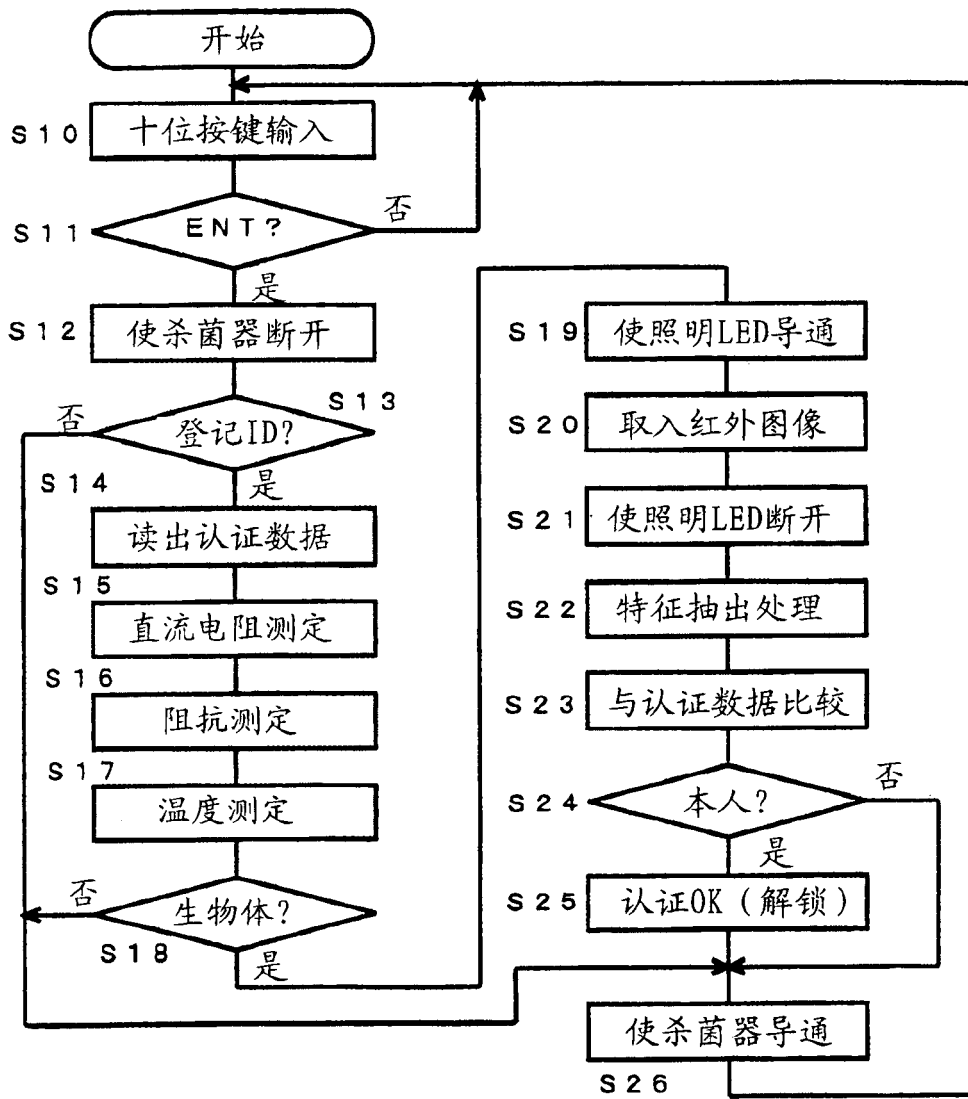 开始
S10
十位按键输入
S11
ENT?
否
是
S12
使杀菌器断开
S13
登记ID?
否
是
S14
读出认证数据
S15
直流电阻测定
S16
阻抗测定
S17
温度测定
S18
生物体?
否
是
S19
使照明LED导通
S20
取入红外图像
S21
使照明LED断开
S22
特征抽出处理
S23
与认证数据比较
S24
本人?
否
是
S25
认证OK(解锁)
使杀菌器导通
S26